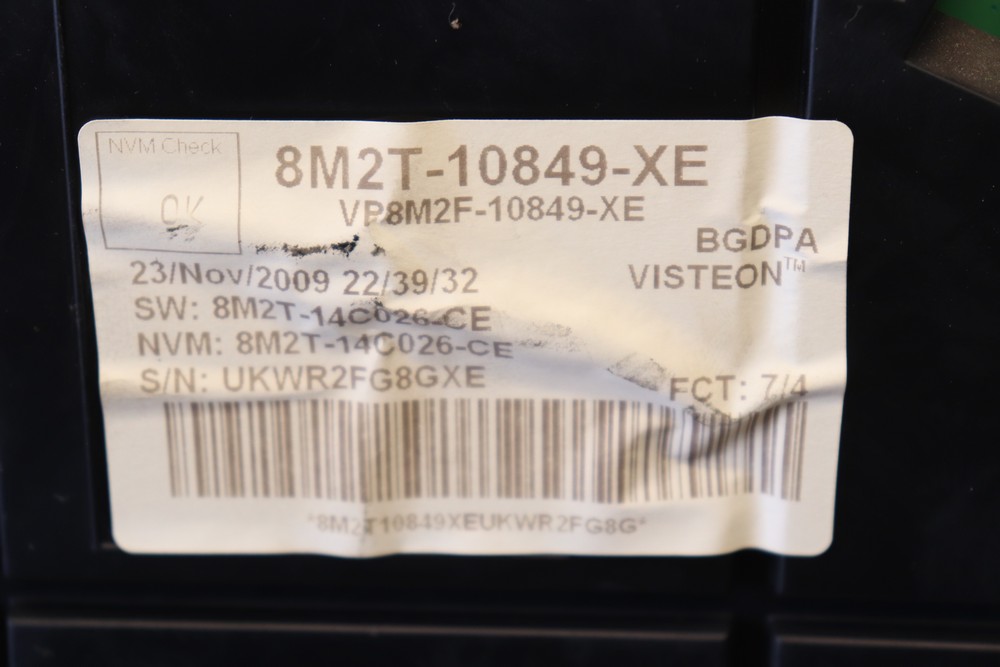 NVM Check
OK
8M2T-10849-XE
VP8M2F-10849-XE
BGDPA
23/Nov/2009 22/39/32
VISTEON™
SW: 8M2T-14C026-CE
NVM: 8M2T-14C026-CE
S/N: UKWR2FG8GXE
FCT: 7/4
*8M2T10849XEUKWR2FG8G*